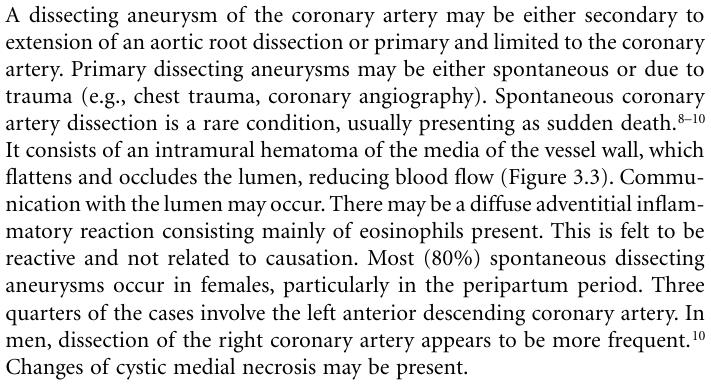 A dissecting aneurysm of the coronary artery may be either secondary to
extension of an aortic root dissection or primary and limited to the coronary
artery. Primary dissecting aneurysms may be either spontaneous or due to
trauma (e.g., chest trauma, coronary angiography). Spontaneous coronary
artery dissection is a rare condition, usually presenting as sudden death.8–10
It consists of an intramural hematoma of the media of the vessel wall, which
flattens and occludes the lumen, reducing blood flow (Figure 3.3). Commu-
nication with the lumen may occur. There may be a diffuse adventitial inflam-
matory reaction consisting mainly of eosinophils present. This is felt to be
reactive and not related to causation. Most (80%) spontaneous dissecting
aneurysms occur in females, particularly in the peripartum period. Three
quarters of the cases involve the left anterior descending coronary artery. In
men, dissection of the right coronary artery appears to be more frequent.10
Changes of cystic medial necrosis may be present.